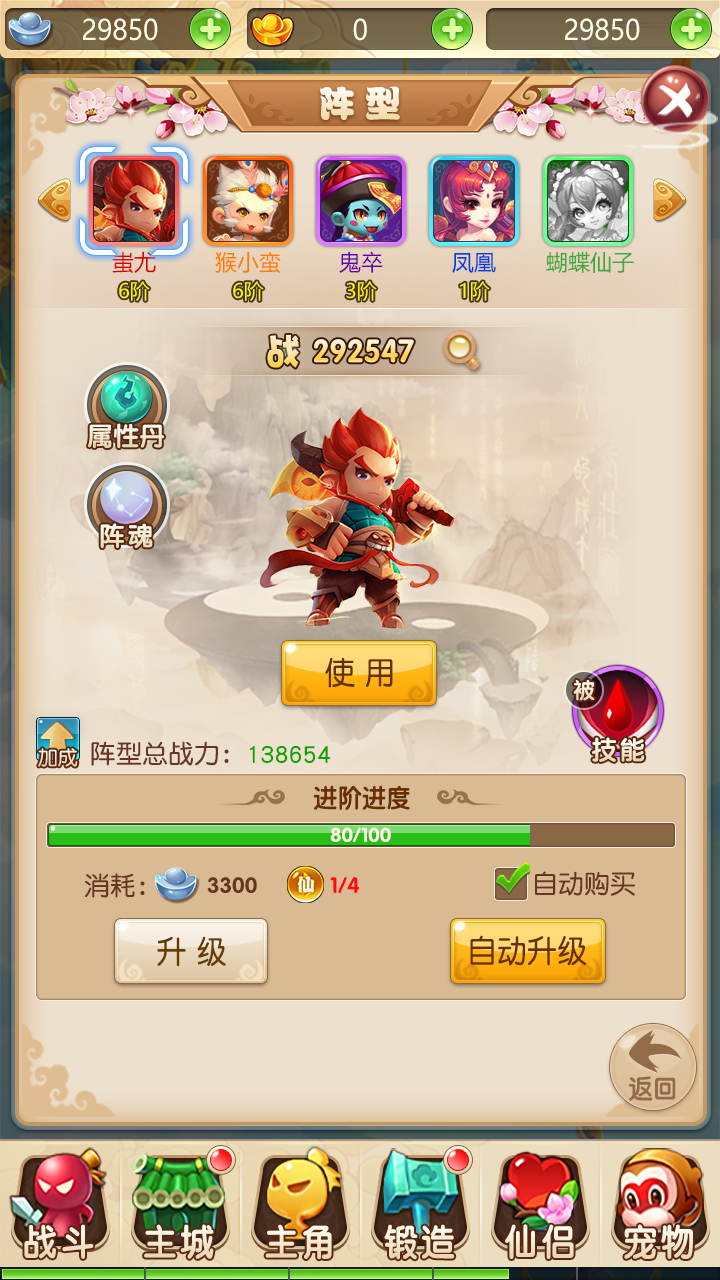 29850 0 29850
阵型
蚩尤 猴小蛮 鬼卒 凤凰 蝴蝶仙子
6阶 6阶 3阶 1阶
战 292547
属性丹
阵魂
使用
被
技能
加成 阵型总战力: 138654
进阶进度
80/100
消耗: 3300 仙 1/4 自动购买
升级 自动升级
返回
战斗 主城 主角 锻造 仙侣 宠物